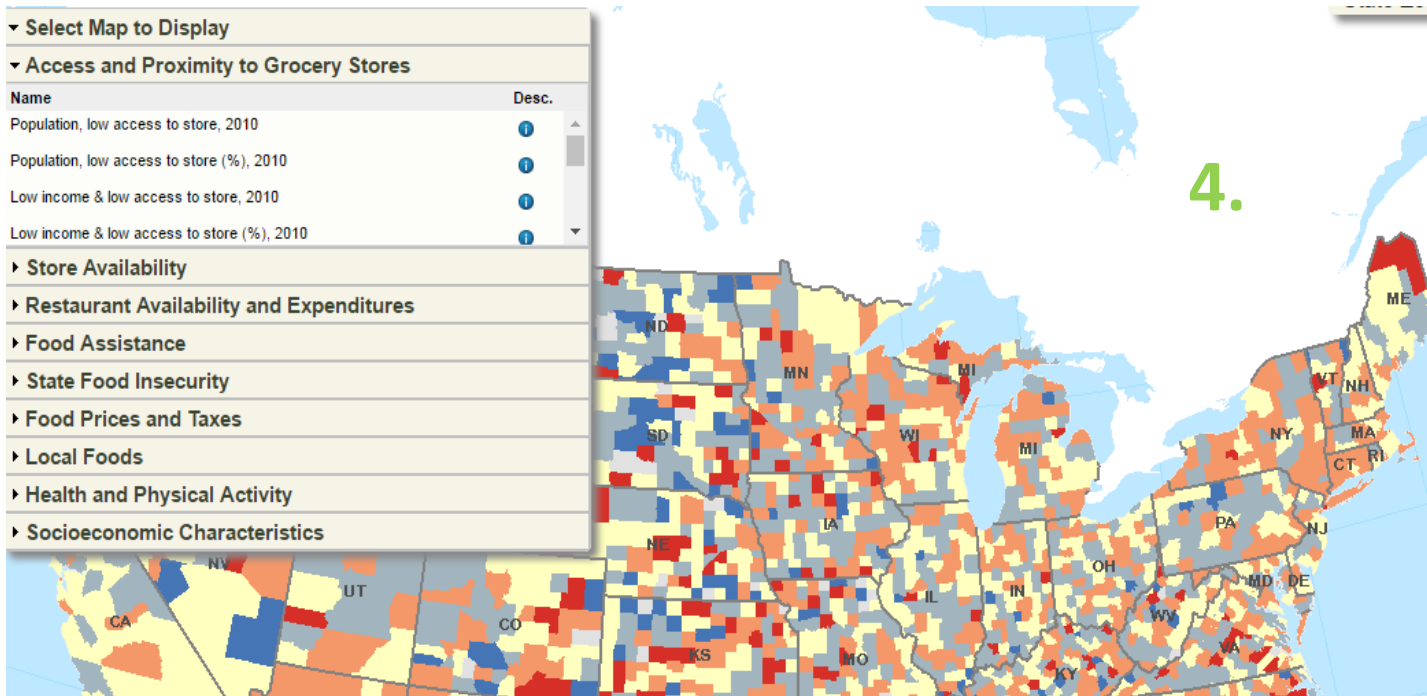 Select Map to Display
Access and Proximity to Grocery Stores
Name Desc.
Population, low access to store, 2010
Population, low access to store (%), 2010
Low income & low access to store, 2010
Low income & low access to store (%), 2010
Store Availability
Restaurant Availability and Expenditures
Food Assistance
State Food Insecurity
Food Prices and Taxes
Local Foods
Health and Physical Activity
Socioeconomic Characteristics
4.
ME
ND
MN
MI
VT
NH
SD
WI
MI
NY
MA
CT
RI
NE
IA
PA
NJ
NV
UT
CO
IL
IN
OH
MD
DE
CA
KS
MO
WV
KY
VA